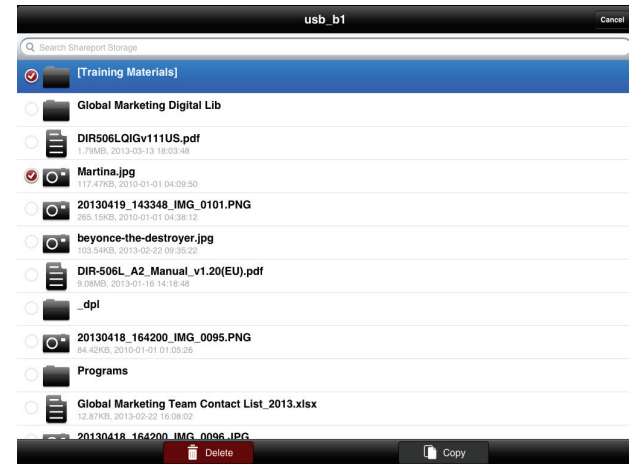 usb_b1
Cancel
Search Shareport Storage
[Training Materials]
Global Marketing Digital Lib
DIR506LQIGv111US.pdf
1.79MB, 2013-03-13 18:03:48
Martina.jpg
117.47KB, 2010-01-01 04:09:50
20130419_143348_IMG_0101.PNG
265.15KB, 2010-01-01 04:38:12
beyonce-the-destroyer.jpg
103.54KB, 2013-02-22 09:35:22
DIR-506L_A2_Manual_v1.20(EU).pdf
9.08MB, 2013-01-16 14:18:48
_dpl
20130418_164200_IMG_0095.PNG
84.42KB, 2010-01-01 01:05:26
Programs
Global Marketing Team Contact List_2013.xlsx
12.87KB, 2013-02-22 16:08:02
20130418_164200_IMG_0096.JPG
Delete
Copy